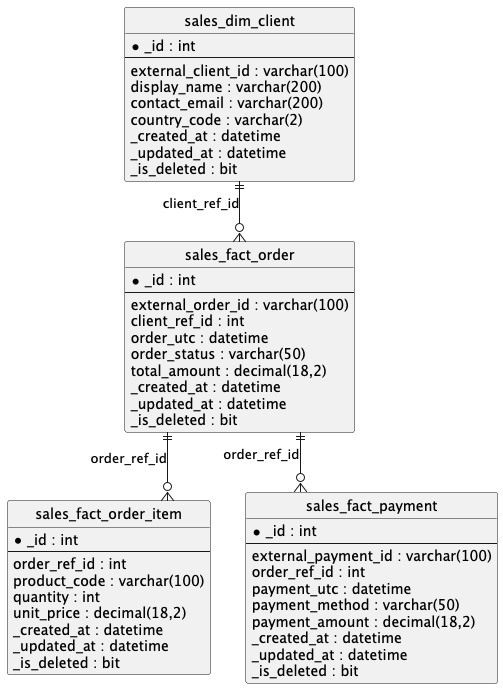 sales_dim_client
_id : int
external_client_id : varchar(100)
display_name : varchar(200)
contact_email : varchar(200)
country_code : varchar(2)
_created_at : datetime
_updated_at : datetime
_is_deleted : bit
client_ref_id
sales_fact_order
_id : int
external_order_id : varchar(100)
client_ref_id : int
order_utc : datetime
order_status : varchar(50)
total_amount : decimal(18,2)
_created_at : datetime
_updated_at : datetime
_is_deleted : bit
order_ref_id
order_ref_id
sales_fact_order_item
_id : int
order_ref_id : int
product_code : varchar(100)
quantity : int
unit_price : decimal(18,2)
_created_at : datetime
_updated_at : datetime
_is_deleted : bit
sales_fact_payment
_id : int
external_payment_id : varchar(100)
order_ref_id : int
payment_utc : datetime
payment_method : varchar(50)
payment_amount : decimal(18,2)
_created_at : datetime
_updated_at : datetime
_is_deleted : bit